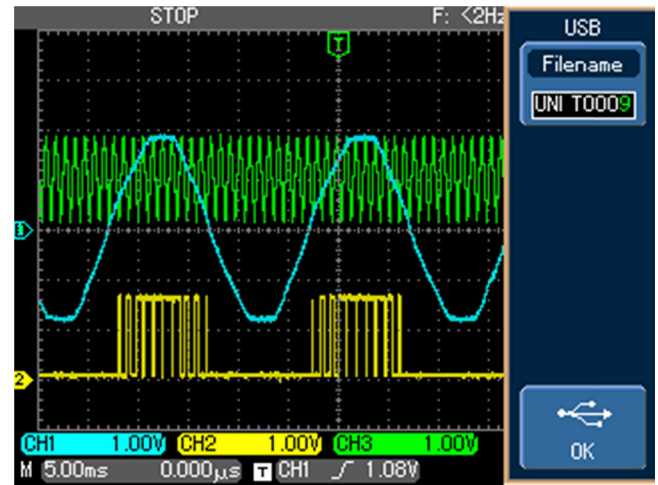 STOP F: <2Hz
USB
Filename
UNI T0009
T
1
2
CH1 1.00V CH2 1.00V CH3 1.00V
M 5.00ms 0.000μs T CH1 1.08V
OK